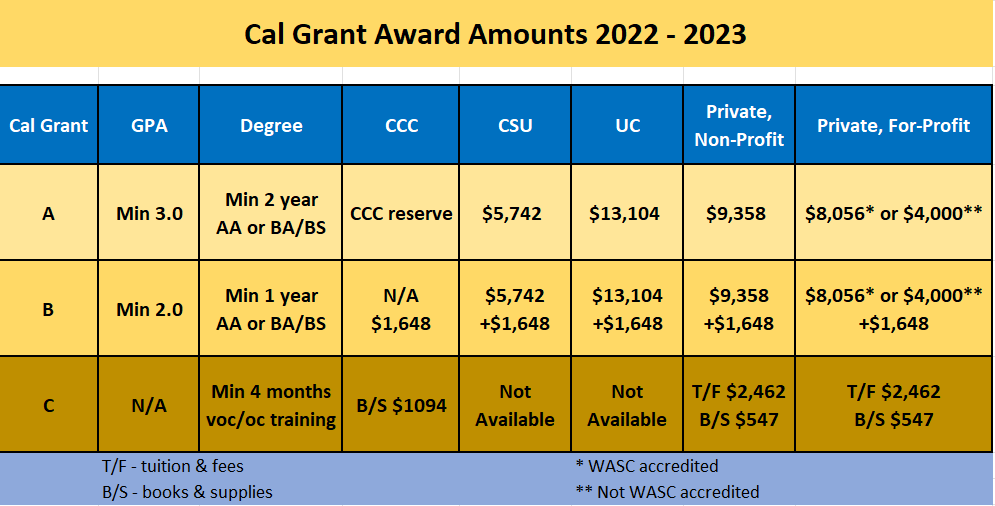 Cal Grant Award Amounts 2022 - 2023
Cal Grant GPA Degree CCC CSU UC Private, Non-Profit Private, For-Profit
A Min 3.0 Min 2 year AA or BA/BS CCC reserve $5,742 $13,104 $9,358 $8,056* or $4,000**
B Min 2.0 Min 1 year AA or BA/BS N/A $1,648 $5,742 +$1,648 $13,104 +$1,648 $9,358 +$1,648 $8,056* or $4,000** +$1,648
C N/A Min 4 months voc/oc training B/S $1094 Not Available Not Available T/F $2,462 B/S $547 T/F $2,462 B/S $547
T/F - tuition & fees * WASC accredited
B/S - books & supplies ** Not WASC accredited